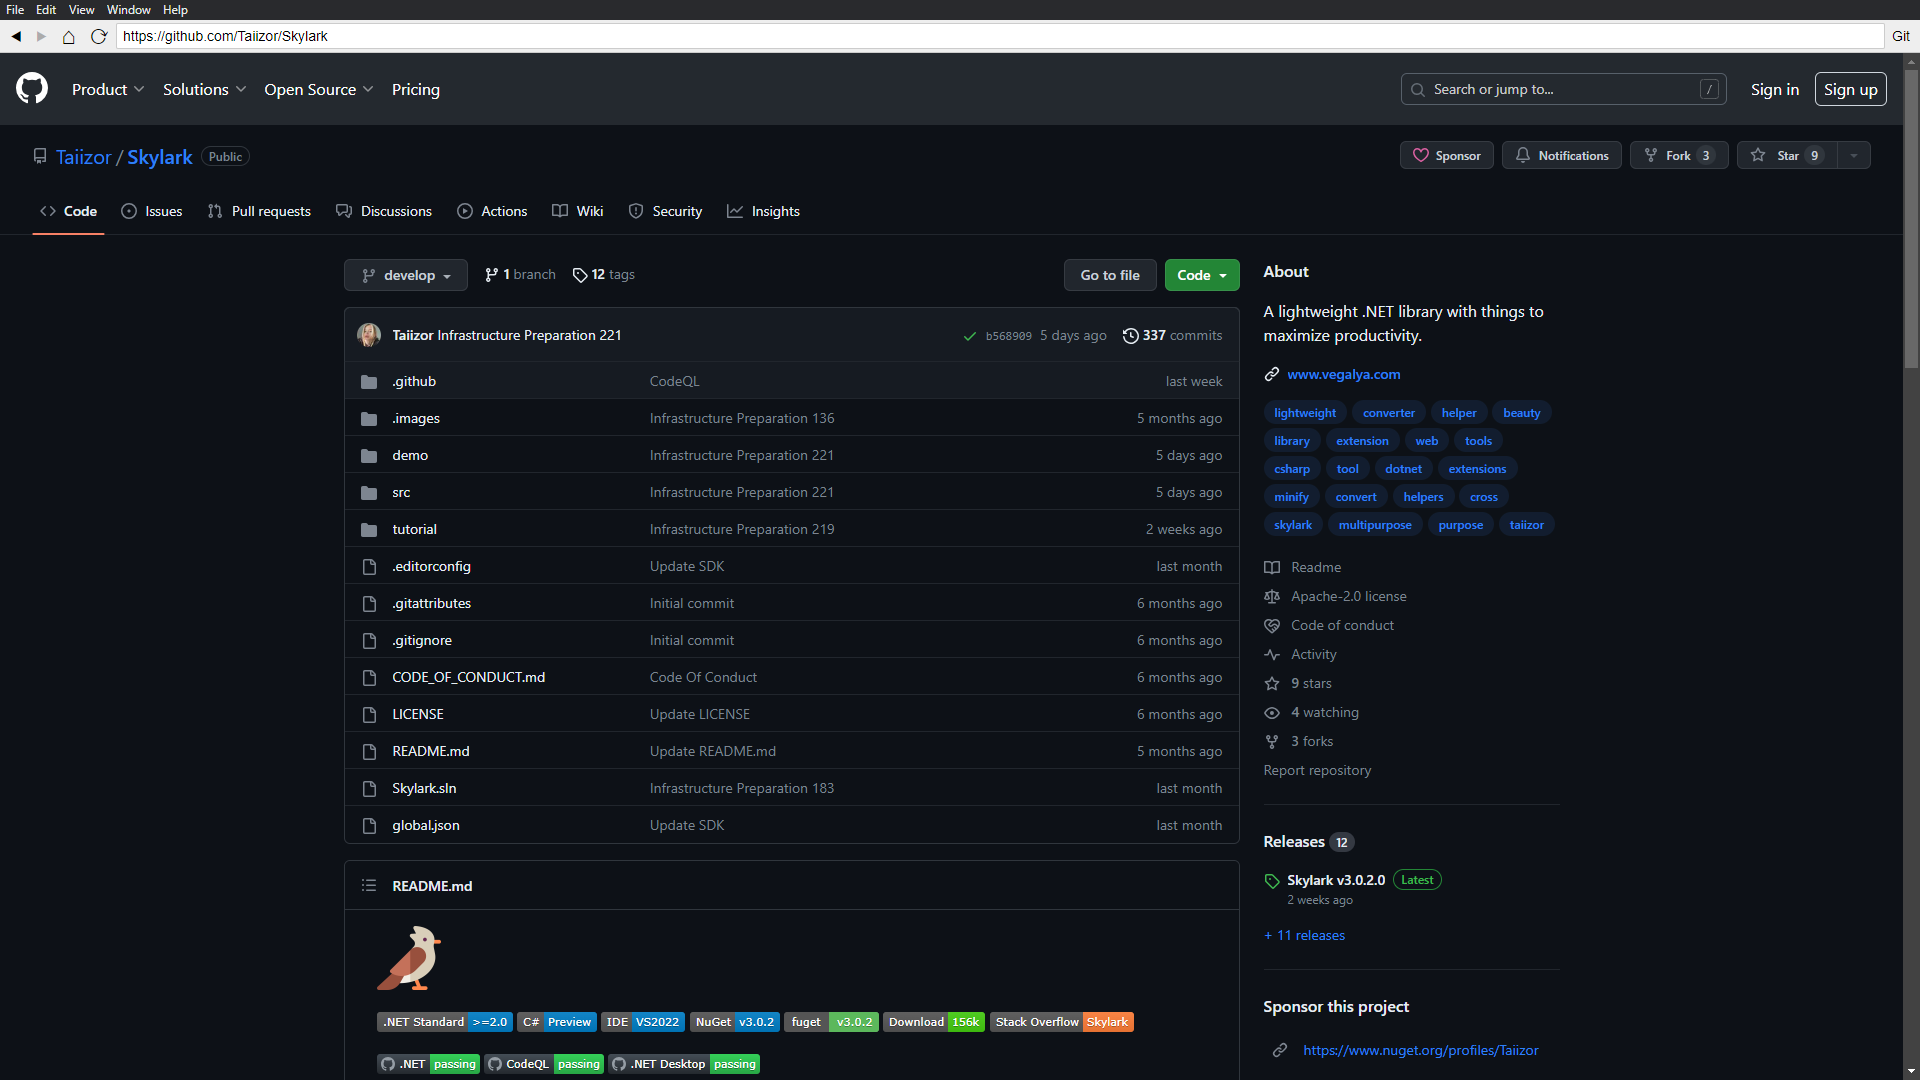 File Edit View Window Help
https://github.com/Taiizor/Skylark Git
Product Solutions Open Source Pricing Search or jump to... / Sign in Sign up
Taiizor / Skylark Public Sponsor Notifications Fork 3 Star 9
Code Issues Pull requests Discussions Actions Wiki Security Insights
develop 1 branch 12 tags Go to file Code
Taiizor Infrastructure Preparation 221 b568909 5 days ago 337 commits
.github CodeQL last week
.images Infrastructure Preparation 136 5 months ago
demo Infrastructure Preparation 221 5 days ago
src Infrastructure Preparation 221 5 days ago
tutorial Infrastructure Preparation 219 2 weeks ago
.editorconfig Update SDK last month
.gitattributes Initial commit 6 months ago
.gitignore Initial commit 6 months ago
CODE_OF_CONDUCT.md Code Of Conduct 6 months ago
LICENSE Update LICENSE 6 months ago
README.md Update README.md 5 months ago
Skylark.sln Infrastructure Preparation 183 last month
global.json Update SDK last month
README.md
.NET Standard >=2.0 C# Preview IDE VS2022 NuGet v3.0.2 fuget v3.0.2 Download 156k Stack Overflow Skylark
.NET passing CodeQL passing .NET Desktop passing
About
A lightweight .NET library with things to
maximize productivity.
www.vegalya.com
lightweight converter helper beauty
library extension web tools
csharp tool dotnet extensions
minify convert helpers cross
skylark multipurpose purpose taiizor
Readme
Apache-2.0 license
Code of conduct
Activity
9 stars
4 watching
3 forks
Report repository
Releases 12
Skylark v3.0.2.0 Latest
2 weeks ago
+ 11 releases
Sponsor this project
https://www.nuget.org/profiles/Taiizor